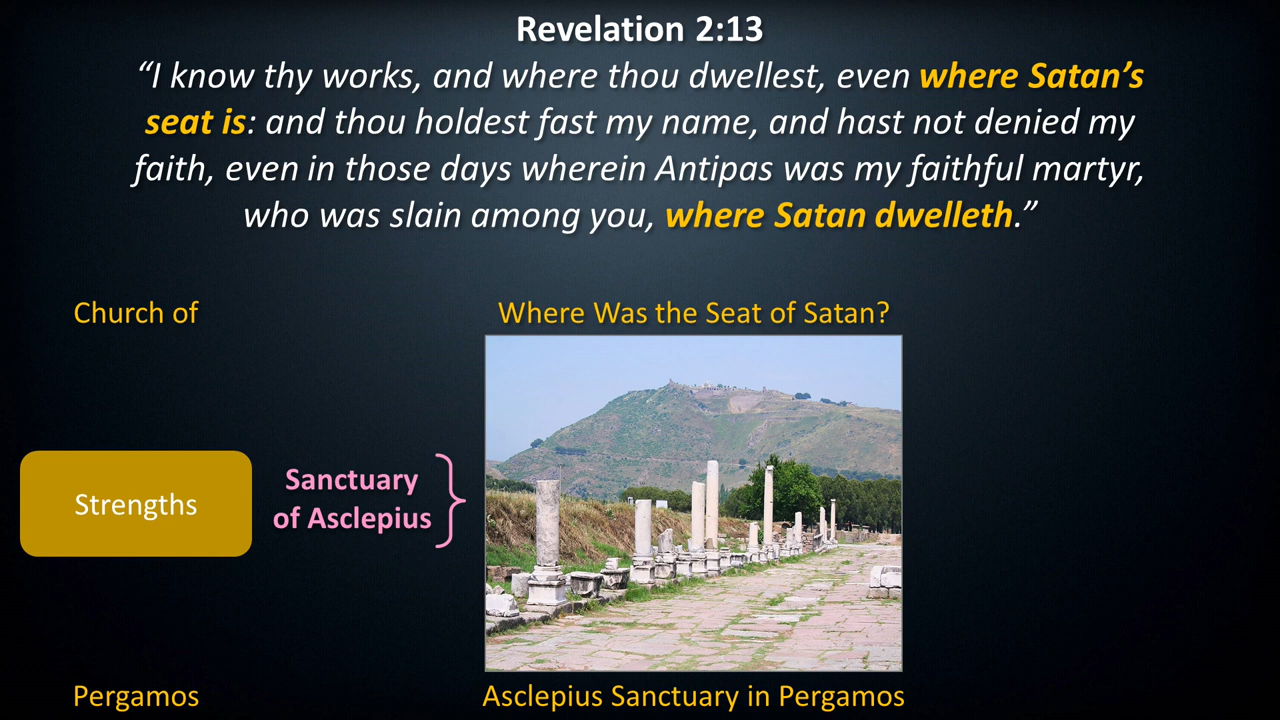 Revelation 2:13
“I know thy works, and where thou dwellest, even where Satan’s
seat is: and thou holdest fast my name, and hast not denied my
faith, even in those days wherein Antipas was my faithful martyr,
who was slain among you, where Satan dwelleth.”
Church of
Where Was the Seat of Satan?
Strengths
Sanctuary
of Asclepius
Pergamos
Asclepius Sanctuary in Pergamos